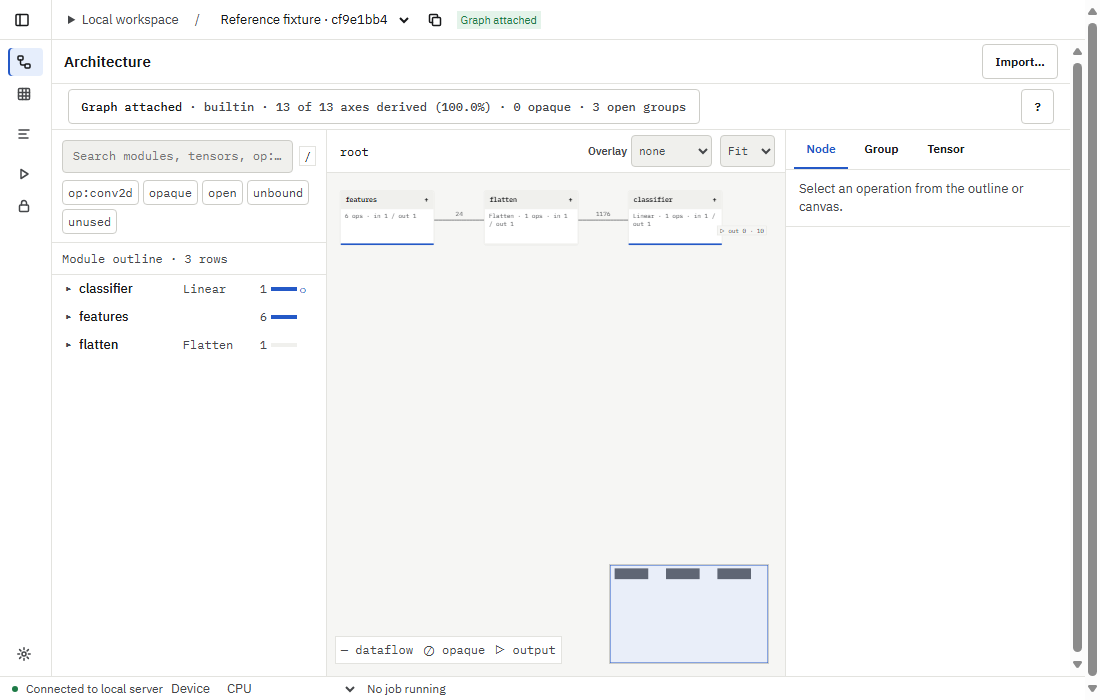 Local workspace / Reference fixture · cf9e1bb4 Graph attached
Architecture
Import...
Graph attached · builtin · 13 of 13 axes derived (100.0%) · 0 opaque · 3 open groups
?
Search modules, tensors, op:… /
op:conv2d opaque open unbound
unused
Module outline · 3 rows
classifier Linear 1
features 6
flatten Flatten 1
root
Overlay none Fit
features +
6 ops · in 1 / out 1
24
flatten +
Flatten · 1 ops · in 1
/ out 1
1176
classifier +
Linear · 1 ops · in 1 /
out 1
out 0 · 10
dataflow opaque output
Node Group Tensor
Select an operation from the outline or
canvas.
Connected to local server Device CPU No job running